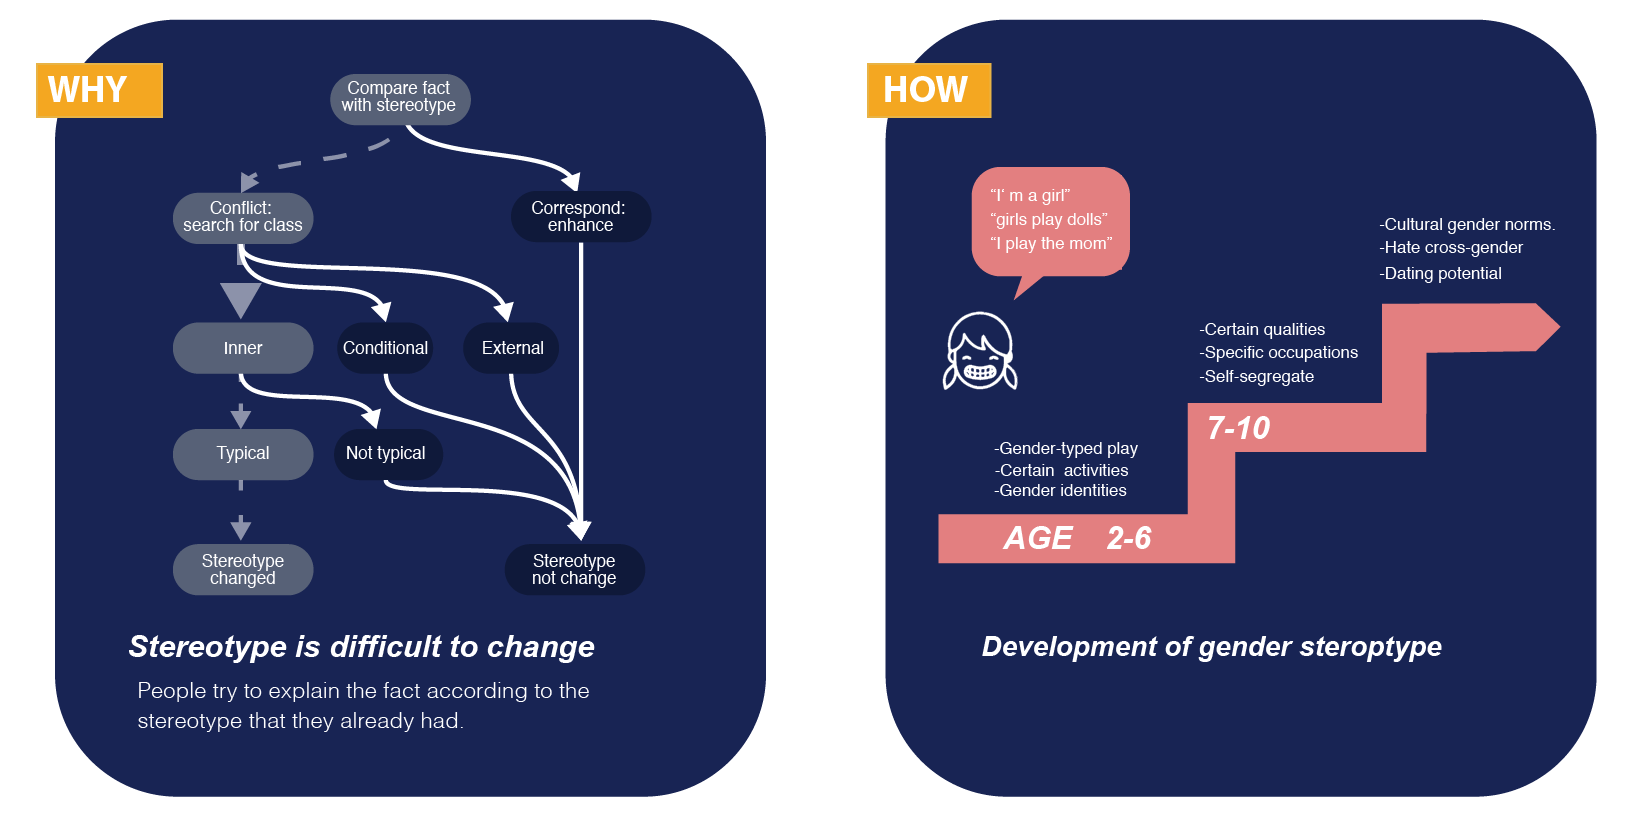 WHY
Compare fact
with stereotype
Conflict:
search for class
Correspond:
enhance
Inner
Conditional
External
Typical
Not typical
Stereotype
changed
Stereotype
not change
Stereotype is difficult to change
People try to explain the fact according to the
stereotype that they already had.
HOW
“I‘ m a girl”
“girls play dolls”
“I play the mom”
-Cultural gender norms.
-Hate cross-gender
-Dating potential
-Certain qualities
-Specific occupations
-Self-segregate
7-10
-Gender-typed play
-Certain activities
-Gender identities
AGE 2-6
Development of gender steroptype